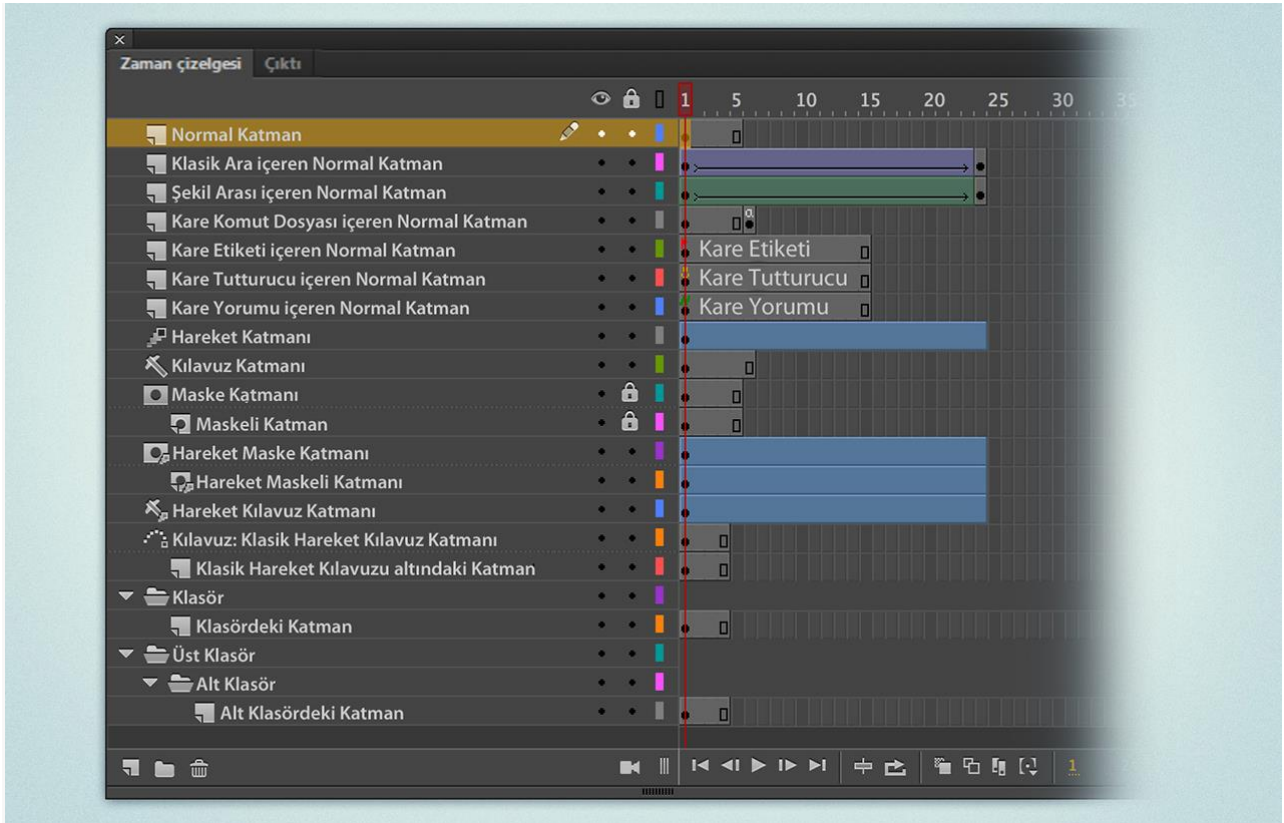 Zaman çizelgesi Çıktı
1 5 10 15 20 25 30 35
Normal Katman
Klasik Ara içeren Normal Katman
Şekil Arası içeren Normal Katman
Kare Komut Dosyası içeren Normal Katman
a
Kare Etiketi içeren Normal Katman Kare Etiketi
Kare Tutturucu içeren Normal Katman Kare Tutturucu
Kare Yorumu içeren Normal Katman Kare Yorumu
Hareket Katmanı
Kılavuz Katmanı
Maske Katmanı
Maskeli Katman
Hareket Maske Katmanı
Hareket Maskeli Katmanı
Hareket Kılavuz Katmanı
Kılavuz: Klasik Hareket Kılavuz Katmanı
Klasik Hareket Kılavuzu altındaki Katman
Klasör
Klasördeki Katman
Üst Klasör
Alt Klasör
Alt Klasördeki Katman
1